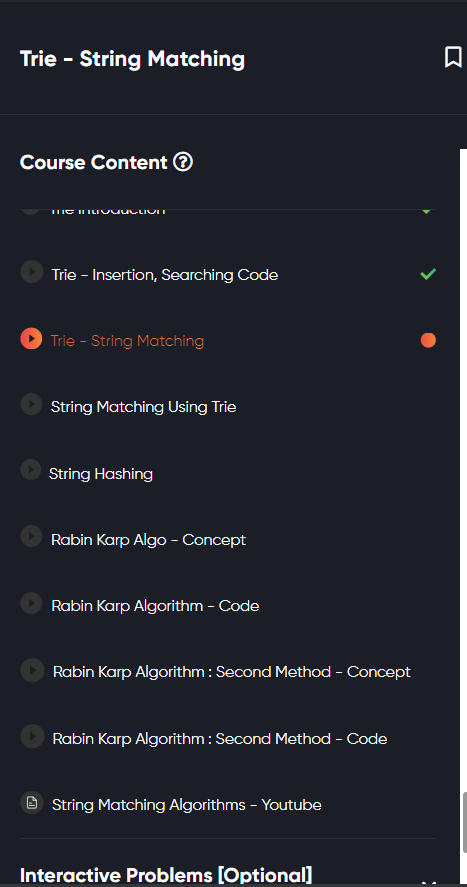 Trie - String Matching
Course Content
Trie Introduction
Trie - Insertion, Searching Code
Trie - String Matching
String Matching Using Trie
String Hashing
Rabin Karp Algo - Concept
Rabin Karp Algorithm - Code
Rabin Karp Algorithm : Second Method - Concept
Rabin Karp Algorithm : Second Method - Code
String Matching Algorithms - Youtube
Interactive Problems [Optional]